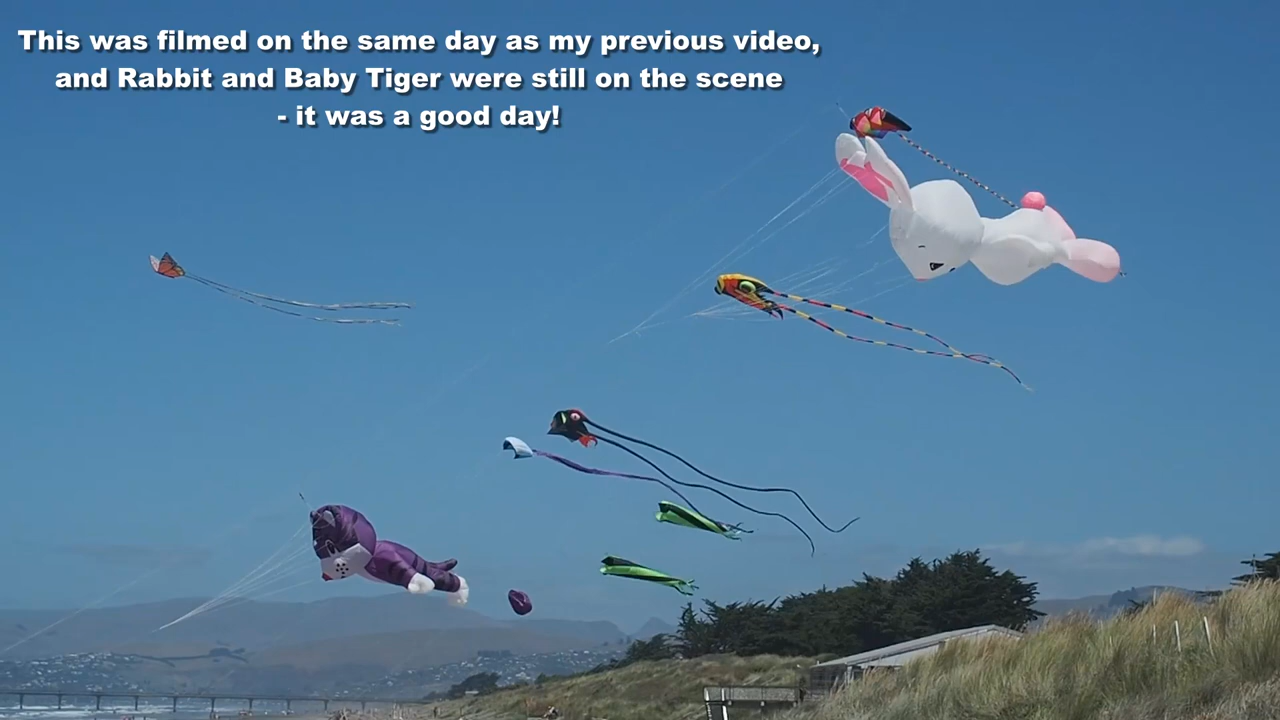 This was filmed on the same day as my previous video,
and Rabbit and Baby Tiger were still on the scene
- it was a good day!